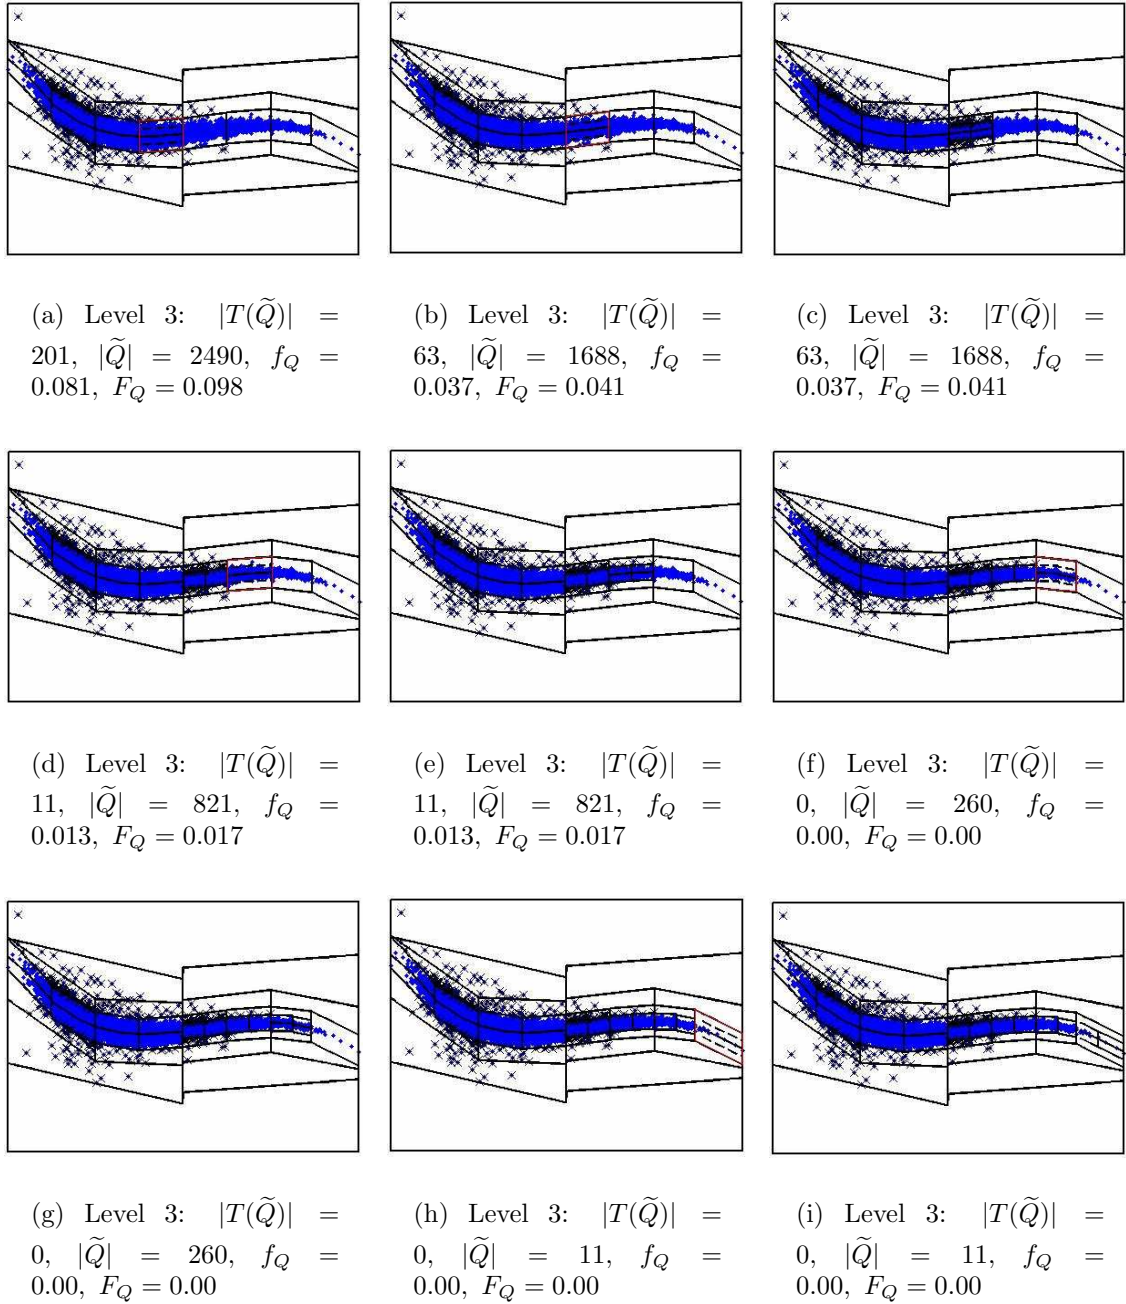 (a) Level 3: |T(Q̃)| =
201, |Q̃| = 2490, f_Q =
0.081, F_Q = 0.098
(b) Level 3: |T(Q̃)| =
63, |Q̃| = 1688, f_Q =
0.037, F_Q = 0.041
(c) Level 3: |T(Q̃)| =
63, |Q̃| = 1688, f_Q =
0.037, F_Q = 0.041
(d) Level 3: |T(Q̃)| =
11, |Q̃| = 821, f_Q =
0.013, F_Q = 0.017
(e) Level 3: |T(Q̃)| =
11, |Q̃| = 821, f_Q =
0.013, F_Q = 0.017
(f) Level 3: |T(Q̃)| =
0, |Q̃| = 260, f_Q =
0.00, F_Q = 0.00
(g) Level 3: |T(Q̃)| =
0, |Q̃| = 260, f_Q =
0.00, F_Q = 0.00
(h) Level 3: |T(Q̃)| =
0, |Q̃| = 11, f_Q =
0.00, F_Q = 0.00
(i) Level 3: |T(Q̃)| =
0, |Q̃| = 11, f_Q =
0.00, F_Q = 0.00